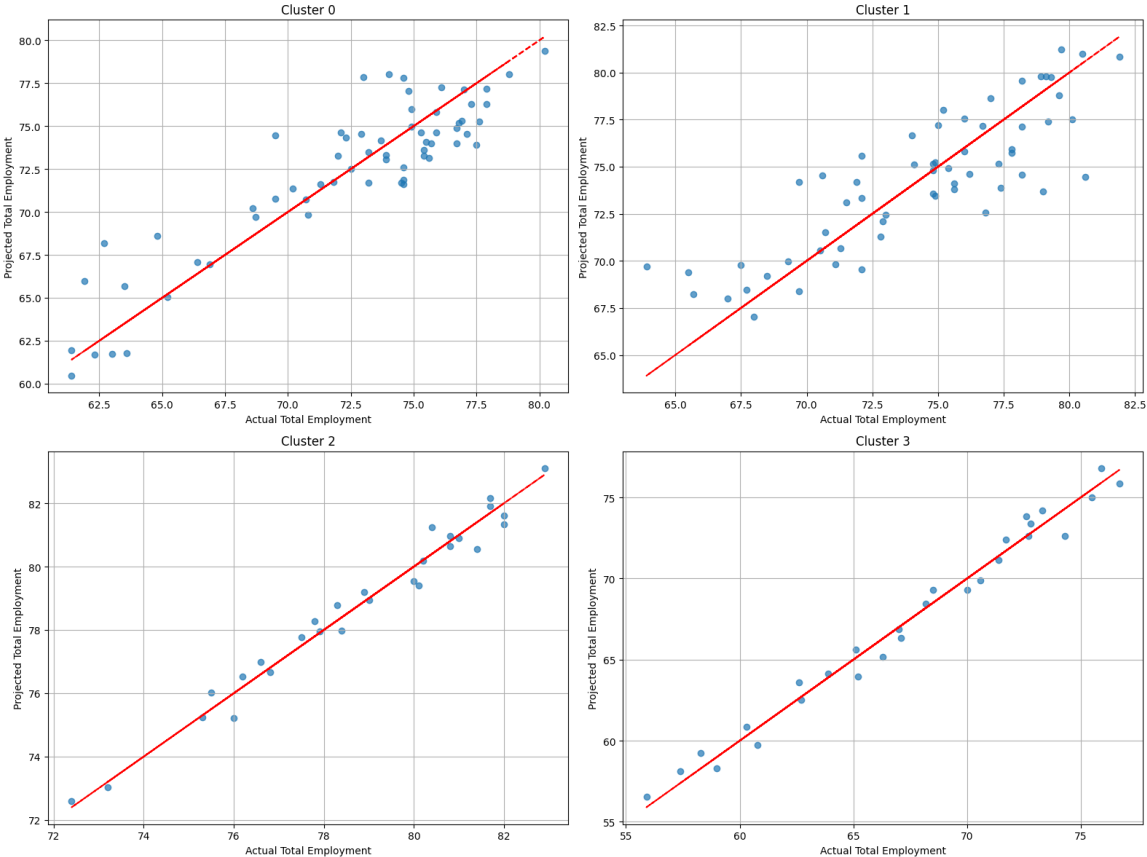 Cluster 0
80.0
77.5
75.0
72.5
70.0
67.5
65.0
62.5
60.0
Projected Total Employment
62.5 65.0 67.5 70.0 72.5 75.0 77.5 80.0
Actual Total Employment
Cluster 1
82.5
80.0
77.5
75.0
72.5
70.0
67.5
65.0
Projected Total Employment
65.0 67.5 70.0 72.5 75.0 77.5 80.0 82.5
Actual Total Employment
Cluster 2
82
80
78
76
74
72
Projected Total Employment
72 74 76 78 80 82
Actual Total Employment
Cluster 3
75
70
65
60
55
Projected Total Employment
55 60 65 70 75
Actual Total Employment